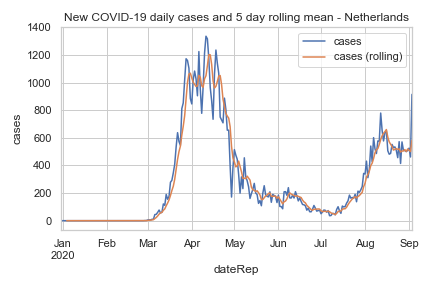 New COVID-19 daily cases and 5 day rolling mean - Netherlands
1400
1200
1000
800
600
400
200
0
cases
cases
cases (rolling)
Jan Feb Mar Apr May Jun Jul Aug Sep
2020
dateRep